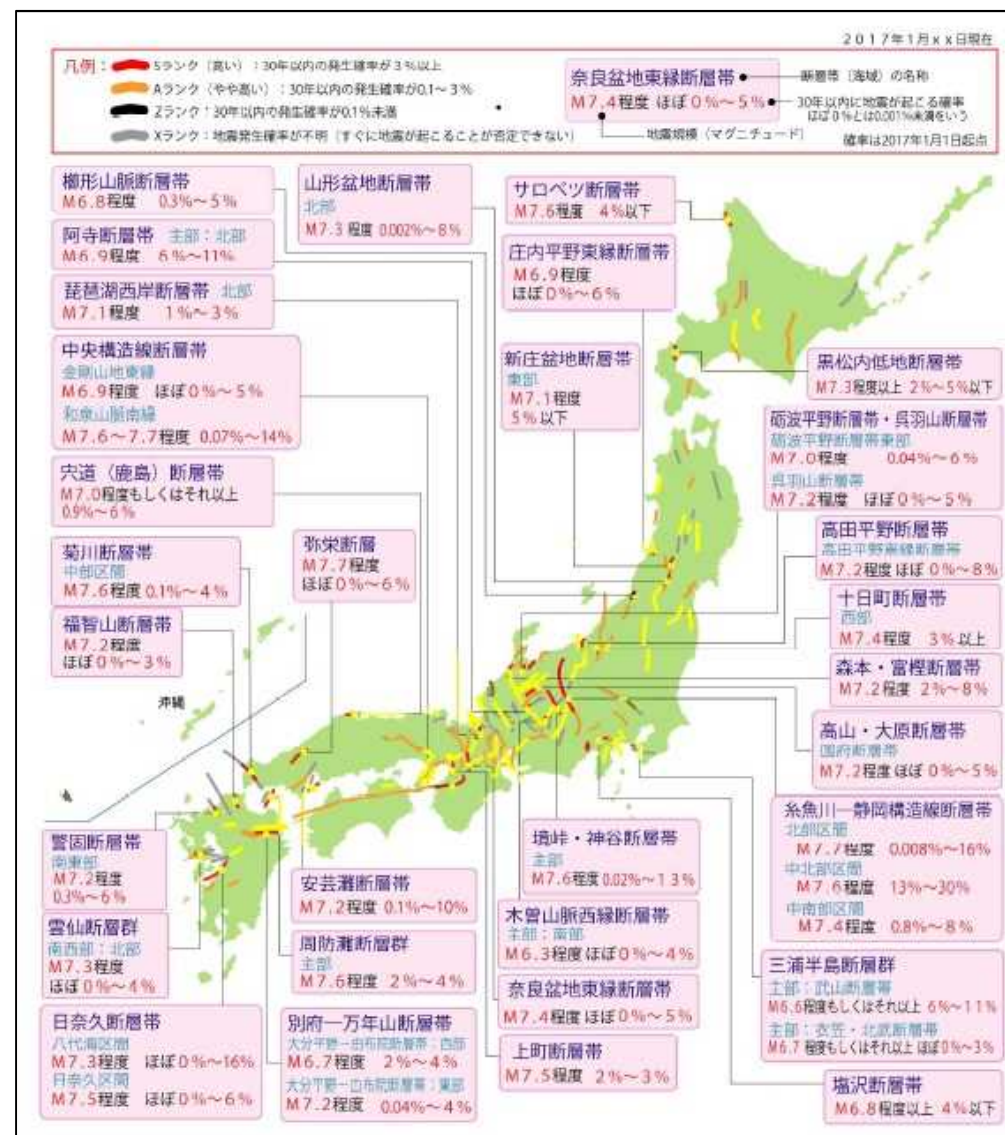 2017年1月xx日現在
凡例：
Sランク（高い）：30年以内の発生確率が3％以上
Aランク（やや高い）：30年以内の発生確率が0.1～3％
Zランク：30年以内の発生確率が0.1％未満
Xランク：地震発生確率が不明（すぐに地震が起こることが否定できない）
奈良盆地東縁断層帯
M7.4程度 ほぼ0％～5％
断層帯（海域）の名称
30年以内に地震が起こる確率
ほぼ0％とは0.001％未満をいう
地震規模（マグニチュード）
確率は2017年1月1日起点
櫛形山脈断層帯
M6.8程度 0.3％～5％
山形盆地断層帯
北部
M7.3程度 0.002％～8％
サロベツ断層帯
M7.6程度 4％以下
阿寺断層帯 主部：北部
M6.9程度 6％～11％
庄内平野東縁断層帯
M6.9程度
ほぼ0％～6％
琵琶湖西岸断層帯 北部
M7.1程度 1％～3％
中央構造線断層帯
金剛山地東縁
M6.9程度 ほぼ0％～5％
和泉山脈南縁
M7.6～7.7程度 0.07％～14％
新庄盆地断層帯
東部
M7.1程度
5％以下
黒松内低地断層帯
M7.3程度以上 2％～5％以下
砺波平野断層帯・呉羽山断層帯
砺波平野断層帯東部
M7.0程度 0.04％～6％
呉羽山断層帯
M7.2程度 ほぼ0％～5％
宍道（鹿島）断層帯
M7.0程度もしくはそれ以上
0.9％～6％
菊川断層帯
中部区間
M7.6程度 0.1％～4％
弥栄断層
M7.7程度
ほぼ0％～6％
高田平野断層帯
高田平野東縁断層帯
M7.2程度 ほぼ0％～8％
十日町断層帯
西部
M7.4程度 3％以上
福智山断層帯
M7.2程度
ほぼ0％～3％
森本・富樫断層帯
M7.2程度 2％～8％
沖縄
高山・大原断層帯
国府断層帯
M7.2程度 ほぼ0％～5％
糸魚川ー静岡構造線断層帯
北部区間
M7.7程度 0.008％～16％
中北部区間
M7.6程度 13％～30％
中南部区間
M7.4程度 0.8％～8％
警固断層帯
南東部
M7.2程度
0.3％～6％
境峠・神谷断層帯
主部
M7.6程度 0.02％～13％
安芸灘断層帯
M7.2程度 0.1％～10％
木曽山脈西縁断層帯
主部：南部
M6.3程度 ほぼ0％～4％
雲仙断層群
南西部：北部
M7.3程度
ほぼ0％～4％
周防灘断層群
主部
M7.6程度 2％～4％
三浦半島断層群
主部：武山断層帯
M6.6程度もしくはそれ以上 6％～11％
主部：衣笠・北武断層帯
M6.7程度もしくはそれ以上 ほぼ0％～3％
奈良盆地東縁断層帯
M7.4程度 ほぼ0％～5％
日奈久断層帯
八代海区間
M7.3程度 ほぼ0％～16％
日奈久区間
M7.5程度 ほぼ0％～6％
別府ー万年山断層帯
大分平野ー由布院断層帯：西部
M6.7程度 2％～4％
大分平野ー由布院断層帯：東部
M7.2程度 0.04％～4％
上町断層帯
M7.5程度 2％～3％
塩沢断層帯
M6.8程度以上 4％以下